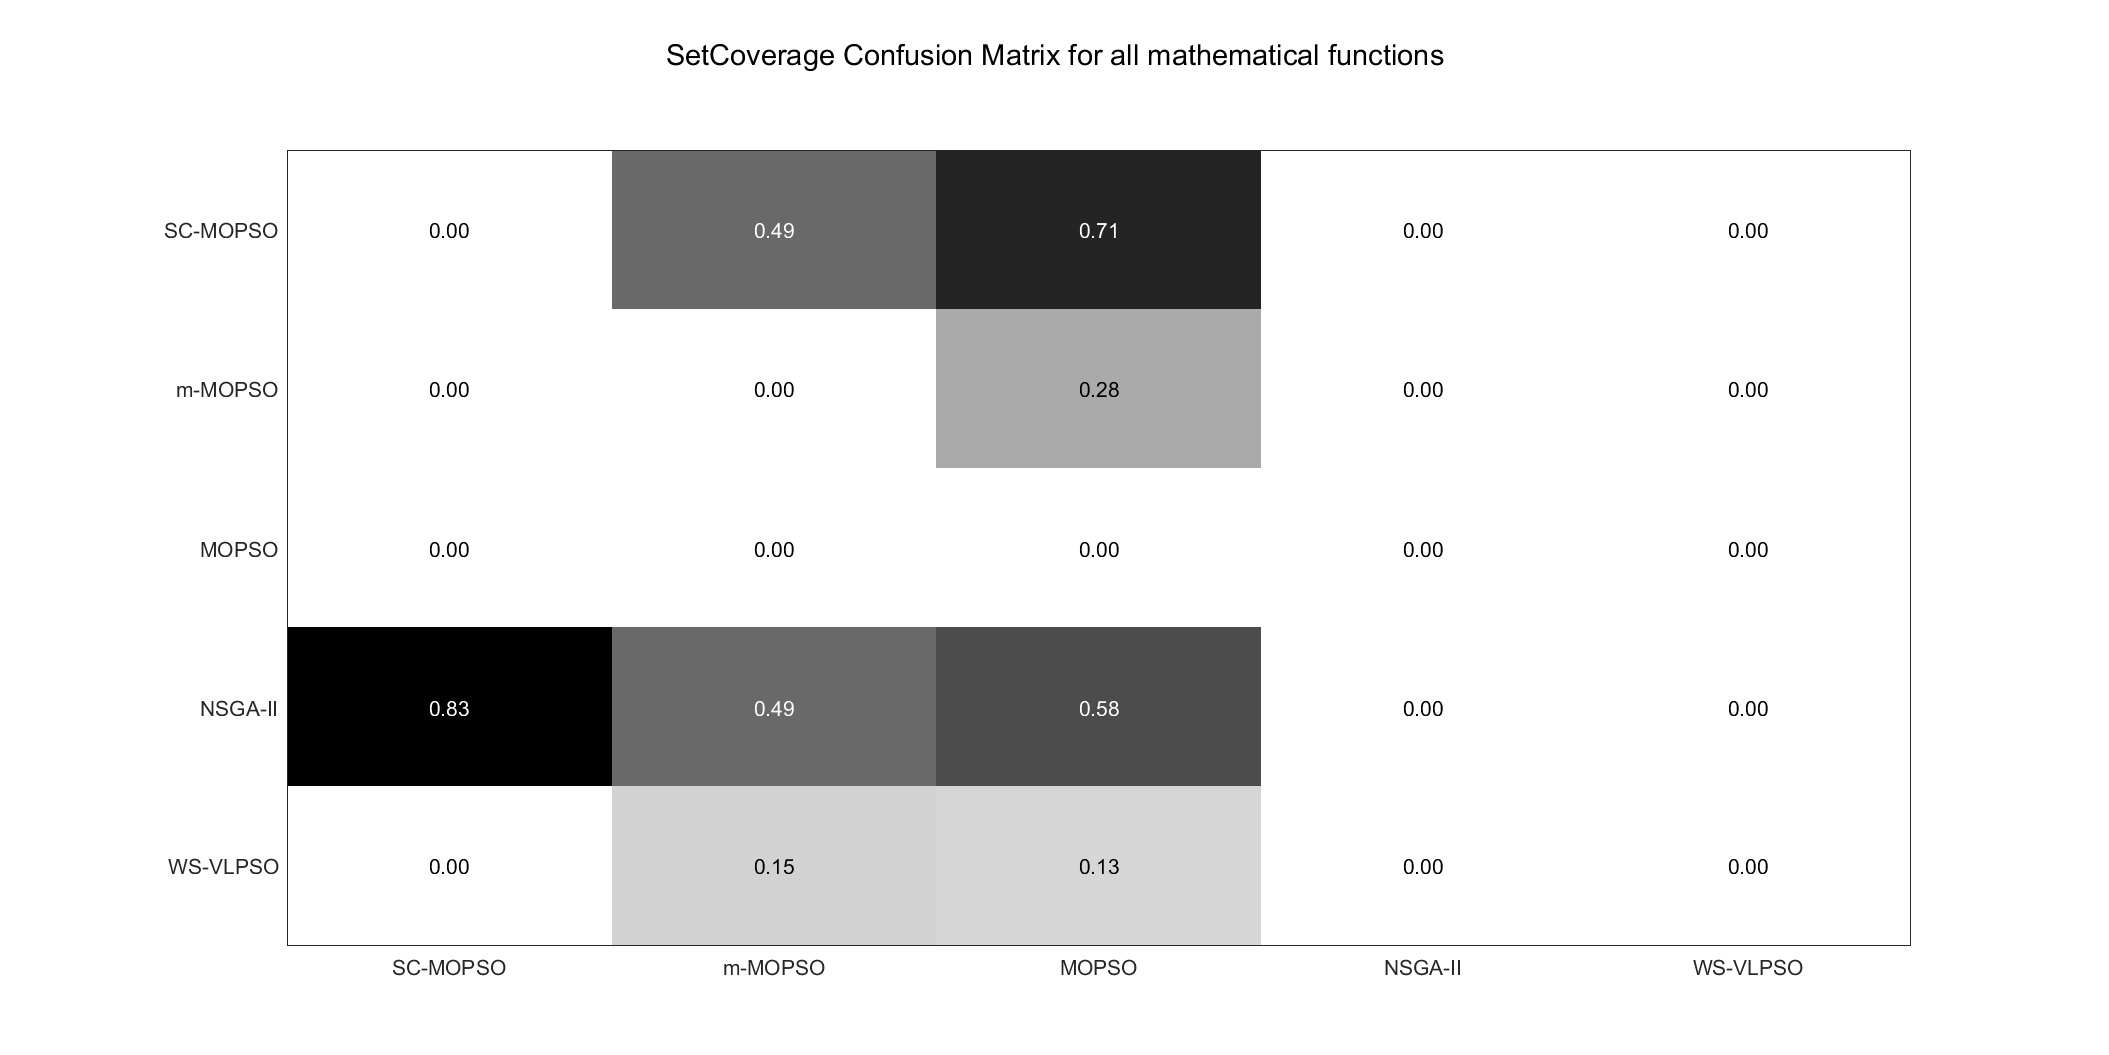 SetCoverage Confusion Matrix for all mathematical functions
SC-MOPSO 0.00 0.49 0.71 0.00 0.00
m-MOPSO 0.00 0.00 0.28 0.00 0.00
MOPSO 0.00 0.00 0.00 0.00 0.00
NSGA-II 0.83 0.49 0.58 0.00 0.00
WS-VLPSO 0.00 0.15 0.13 0.00 0.00
SC-MOPSO m-MOPSO MOPSO NSGA-II WS-VLPSO